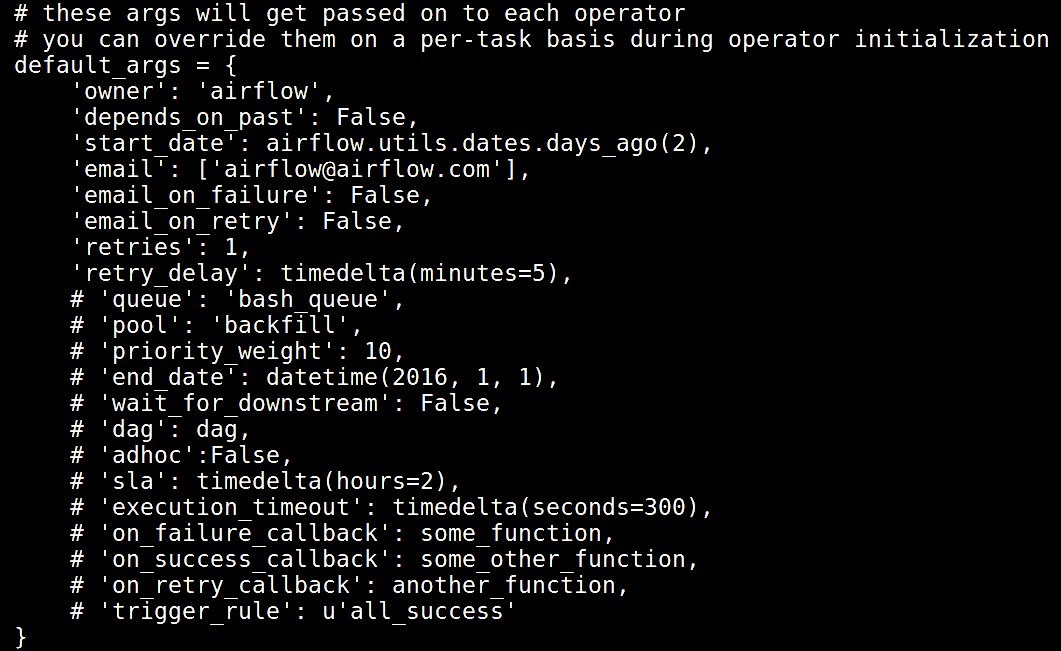 # these args will get passed on to each operator
# you can override them on a per-task basis during operator initialization
default_args = {
    'owner': 'airflow',
    'depends_on_past': False,
    'start_date': airflow.utils.dates.days_ago(2),
    'email': ['airflow@airflow.com'],
    'email_on_failure': False,
    'email_on_retry': False,
    'retries': 1,
    'retry_delay': timedelta(minutes=5),
    # 'queue': 'bash_queue',
    # 'pool': 'backfill',
    # 'priority_weight': 10,
    # 'end_date': datetime(2016, 1, 1),
    # 'wait_for_downstream': False,
    # 'dag': dag,
    # 'adhoc':False,
    # 'sla': timedelta(hours=2),
    # 'execution_timeout': timedelta(seconds=300),
    # 'on_failure_callback': some_function,
    # 'on_success_callback': some_other_function,
    # 'on_retry_callback': another_function,
    # 'trigger_rule': u'all_success'
}